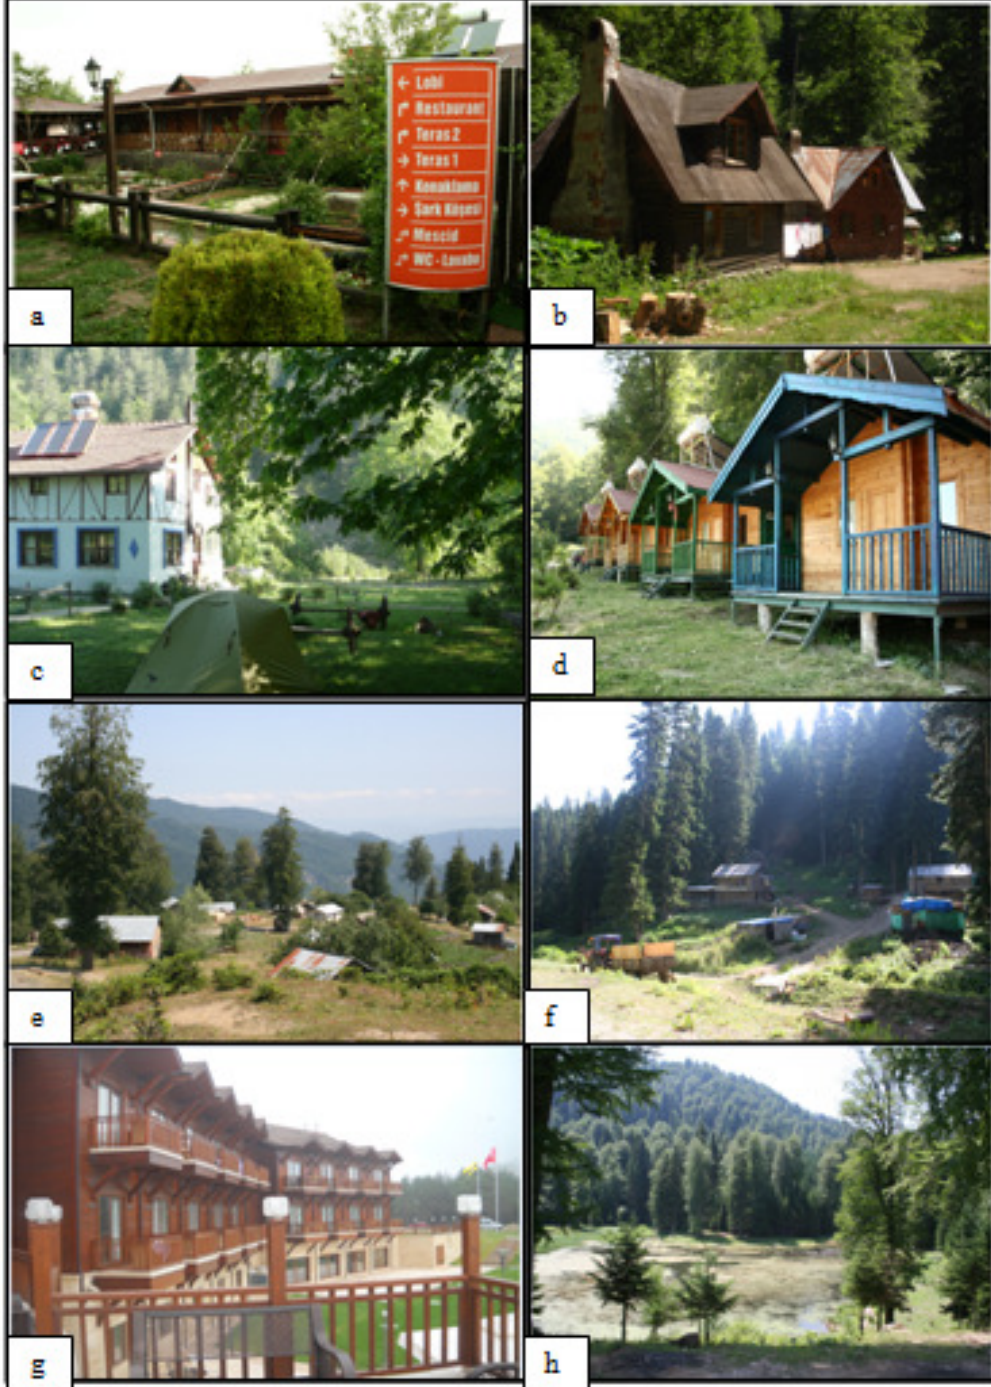 ← Lobi
↱ Restaurant
↱ Teras 2
→ Teras 1
↑ Konaklama
→ Şark Köşesi
Mescid
WC - Lavabo
a
b
c
d
e
f
g
h